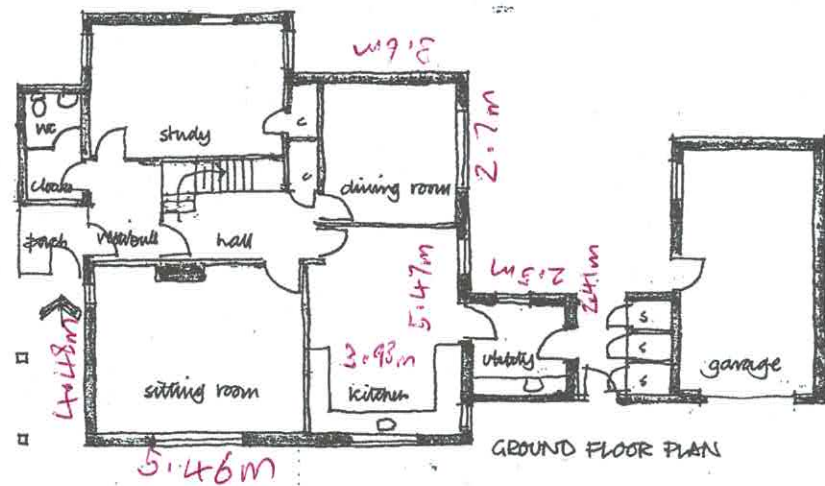 3.6m
WC
study
c
2.7m
cloaks
c
dining room
porch
vestibule
hall
5.47m
2.5m
2.41m
4.48m
3.93m
utility
s
c
s
sitting room
kitchen
garage
5.46m
GROUND FLOOR PLAN